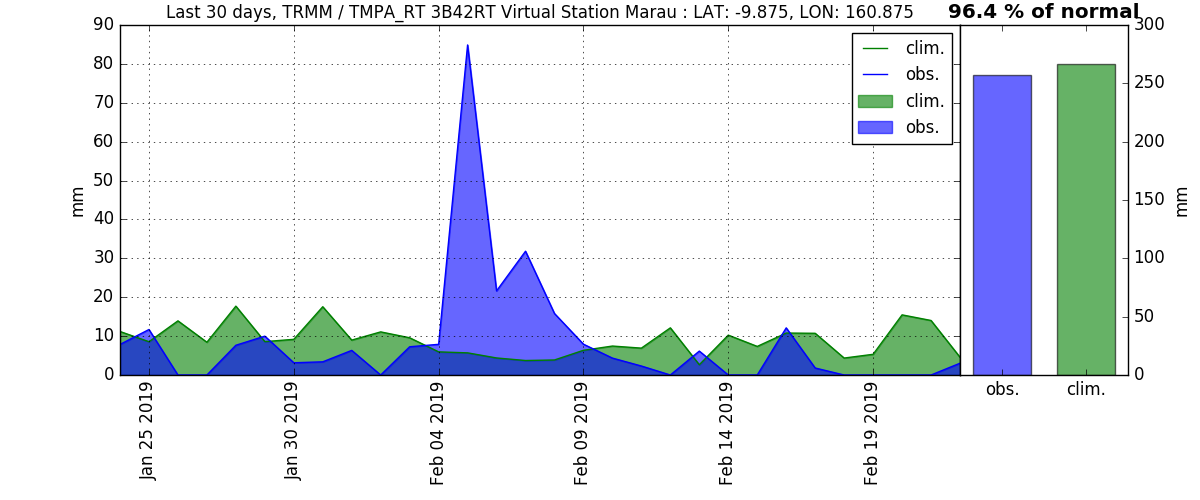 Last 30 days, TRMM / TMPA_RT 3B42RT Virtual Station Marau : LAT: -9.875, LON: 160.875
96.4 % of normal
90
80
70
60
50
40
30
20
10
0
mm
clim.
obs.
clim.
obs.
Jan 25 2019
Jan 30 2019
Feb 04 2019
Feb 09 2019
Feb 14 2019
Feb 19 2019
300
250
200
150
100
50
0
mm
obs.
clim.